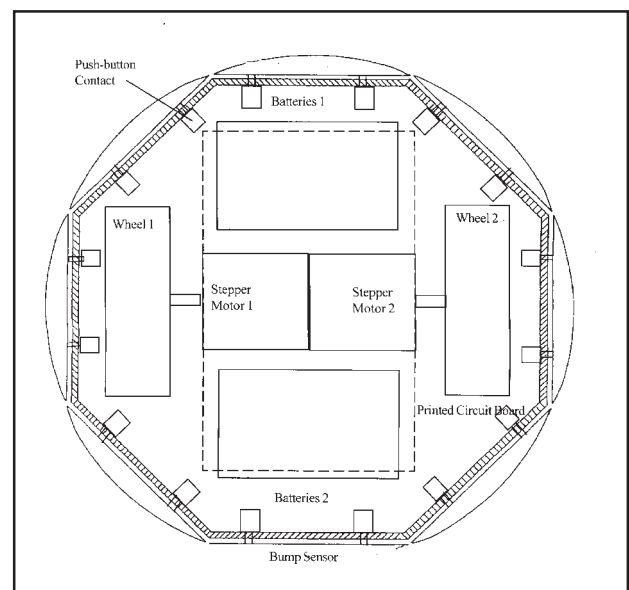 Push-button
Contact
Batteries 1
Wheel 1
Wheel 2
Stepper
Motor 1
Stepper
Motor 2
Printed Circuit Board
Batteries 2
Bump Sensor